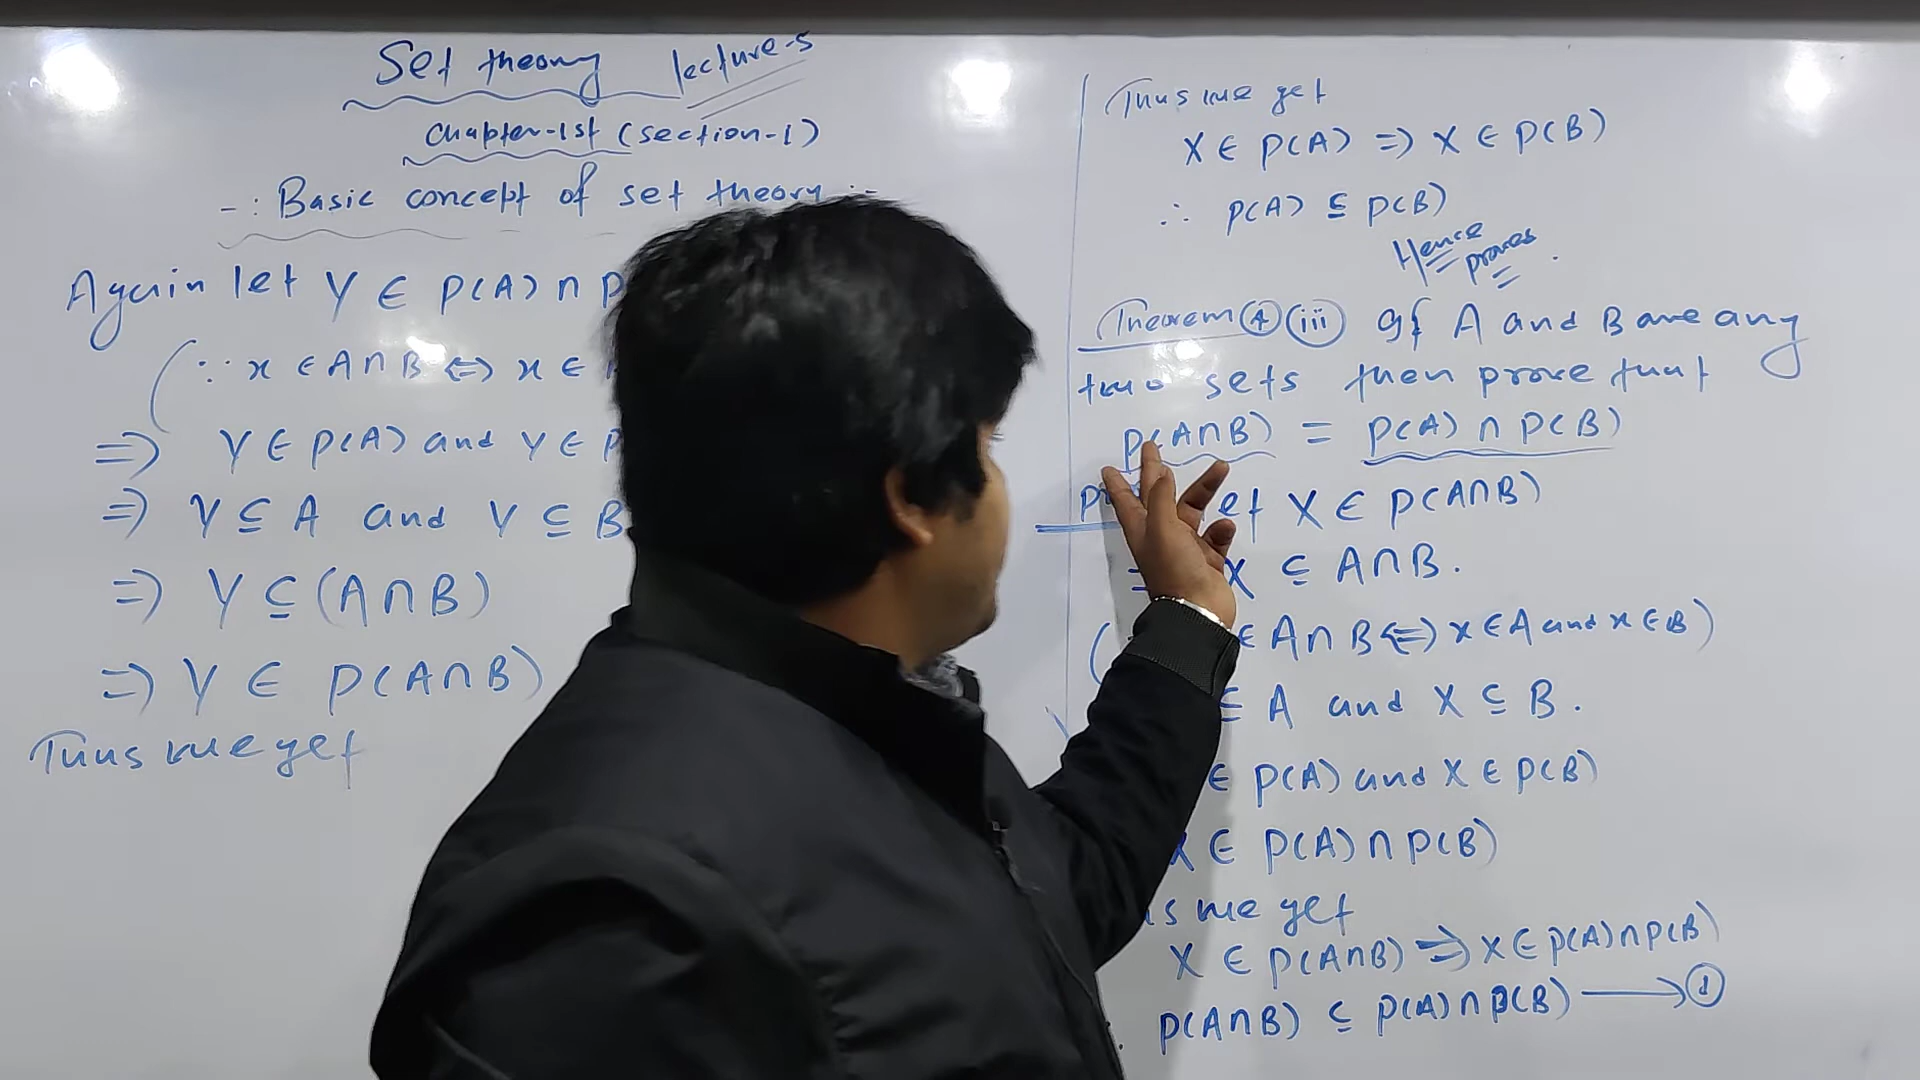 Set theory lecture-5
Chapter-1st (section-1)
-: Basic concept of set theory :-
Again let Y ∈ P(A) ∩ P
(∵ x ∈ A∩B ⇔ x ∈
⇒ Y ∈ P(A) and Y ∈ P
⇒ Y ⊆ A and Y ⊆ B
⇒ Y ⊆ (A∩B)
⇒ Y ∈ P(A∩B)
Thus we get
Thus we get
X ∈ P(A) ⇒ X ∈ P(B)
∴ P(A) ⊆ P(B)
Hence proves.
Theorem ④ (iii) If A and B are any
two sets then prove that
P(A∩B) = P(A) ∩ P(B)
let X ∈ P(A∩B)
X ⊆ A∩B.
( ∈ A∩B ⇔ x ∈ A and x ∈ B)
⊆ A and X ⊆ B.
∈ P(A) and X ∈ P(B)
X ∈ P(A) ∩ P(B)
we get
X ∈ P(A∩B) ⇒ X ∈ P(A) ∩ P(B)
P(A∩B) ⊆ P(A) ∩ P(B) ⟶ ①